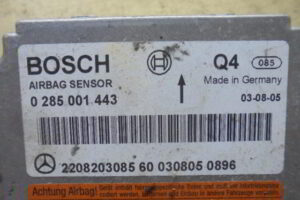 BOSCH
Q4 085
AIRBAG SENSOR
Made in Germany
0 285 001 443
03-08-05
2208203085 60 030805 0896
Achtung Airbag!